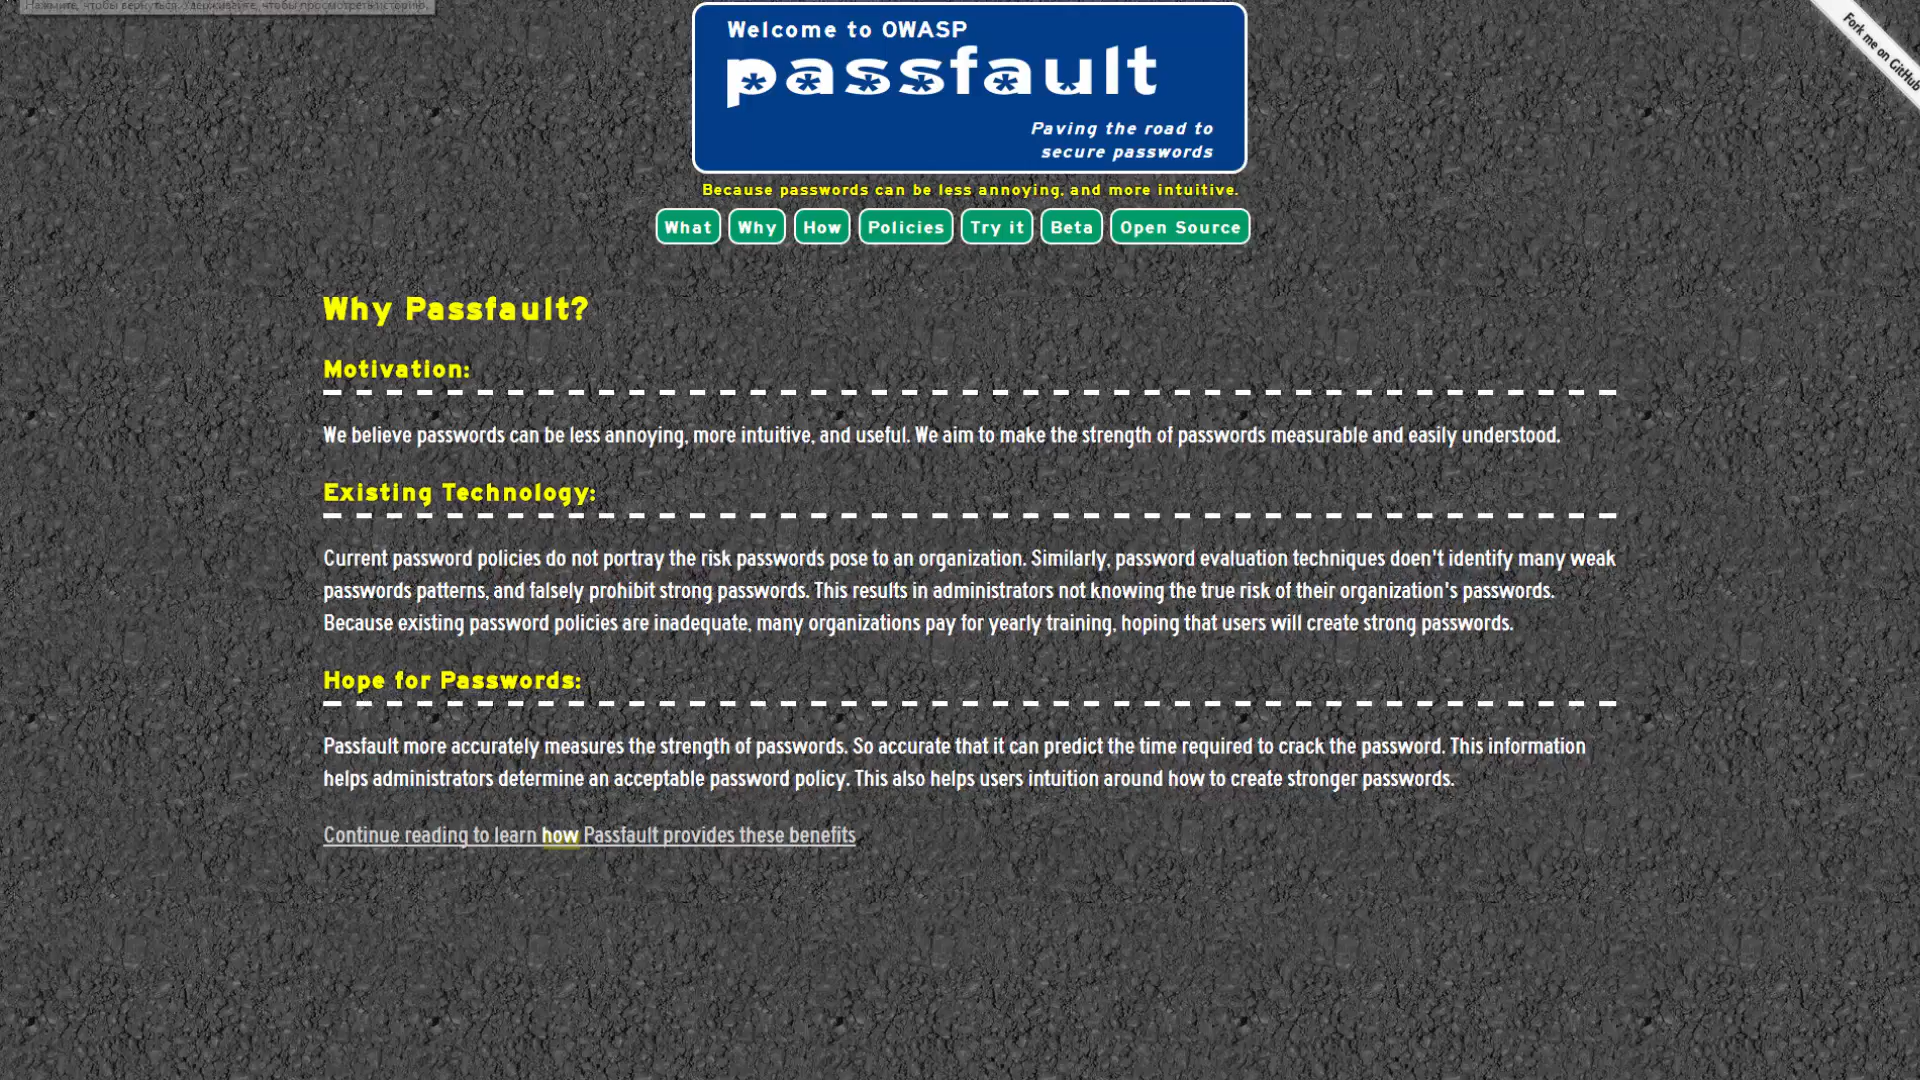 Нажмите, чтобы вернуться. Удерживайте, чтобы просмотреть историю.
Welcome to OWASP
passfault
Paving the road to
secure passwords
Fork me on GitHub
Because passwords can be less annoying, and more intuitive.
What Why How Policies Try it Beta Open Source
Why Passfault?
Motivation:
We believe passwords can be less annoying, more intuitive, and useful. We aim to make the strength of passwords measurable and easily understood.
Existing Technology:
Current password policies do not portray the risk passwords pose to an organization. Similarly, password evaluation techniques doen't identify many weak
passwords patterns, and falsely prohibit strong passwords. This results in administrators not knowing the true risk of their organization's passwords.
Because existing password policies are inadequate, many organizations pay for yearly training, hoping that users will create strong passwords.
Hope for Passwords:
Passfault more accurately measures the strength of passwords. So accurate that it can predict the time required to crack the password. This information
helps administrators determine an acceptable password policy. This also helps users intuition around how to create stronger passwords.
Continue reading to learn how Passfault provides these benefits